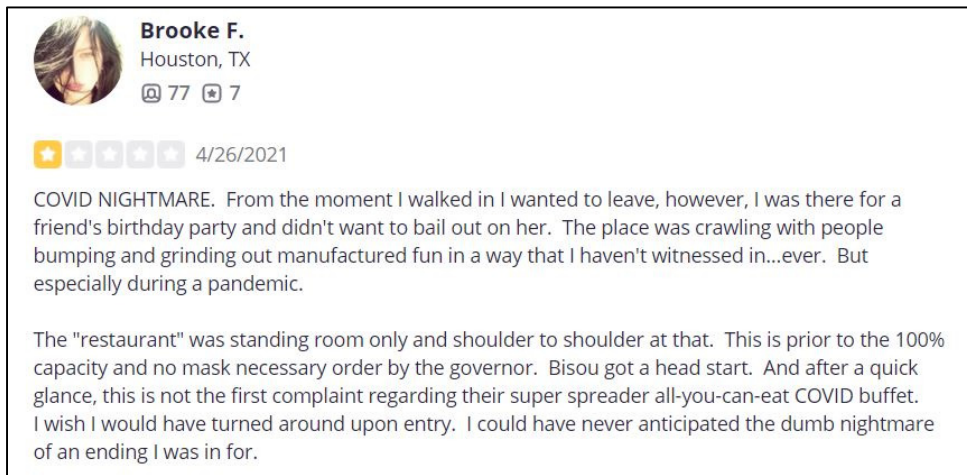 Brooke F.
Houston, TX
77 7
4/26/2021
COVID NIGHTMARE. From the moment I walked in I wanted to leave, however, I was there for a
friend's birthday party and didn't want to bail out on her. The place was crawling with people
bumping and grinding out manufactured fun in a way that I haven't witnessed in...ever. But
especially during a pandemic.
The "restaurant" was standing room only and shoulder to shoulder at that. This is prior to the 100%
capacity and no mask necessary order by the governor. Bisou got a head start. And after a quick
glance, this is not the first complaint regarding their super spreader all-you-can-eat COVID buffet.
I wish I would have turned around upon entry. I could have never anticipated the dumb nightmare
of an ending I was in for.